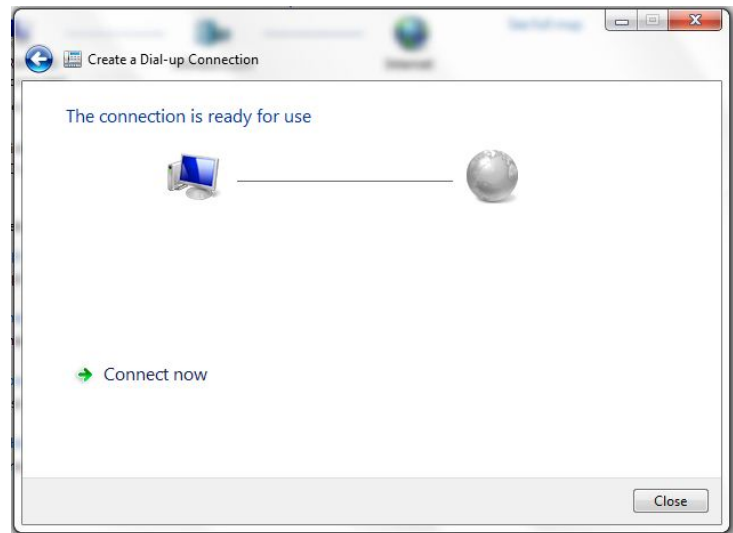 Create a Dial-up Connection
The connection is ready for use
Connect now
Close